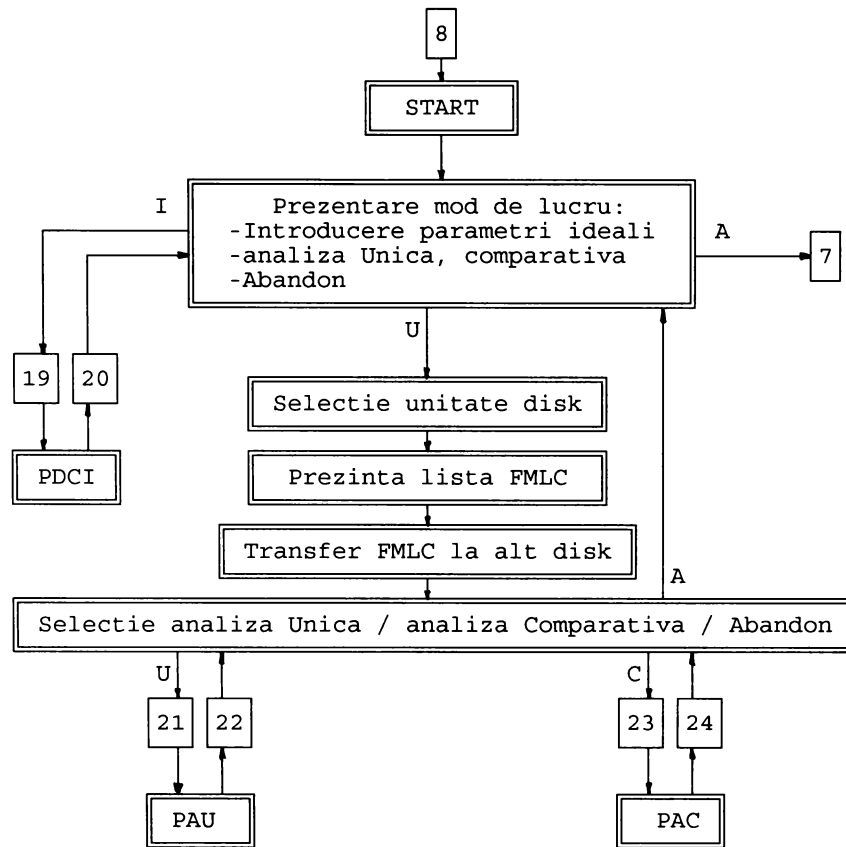 8
START
I
Prezentare mod de lucru:
-Introducere parametri ideali
-analiza Unica, comparativa
-Abandon
A
7
U
19
20
Selectie unitate disk
PDCI
Prezinta lista FMLC
Transfer FMLC la alt disk
A
Selectie analiza Unica / analiza Comparativa / Abandon
U
C
21
22
23
24
PAU
PAC